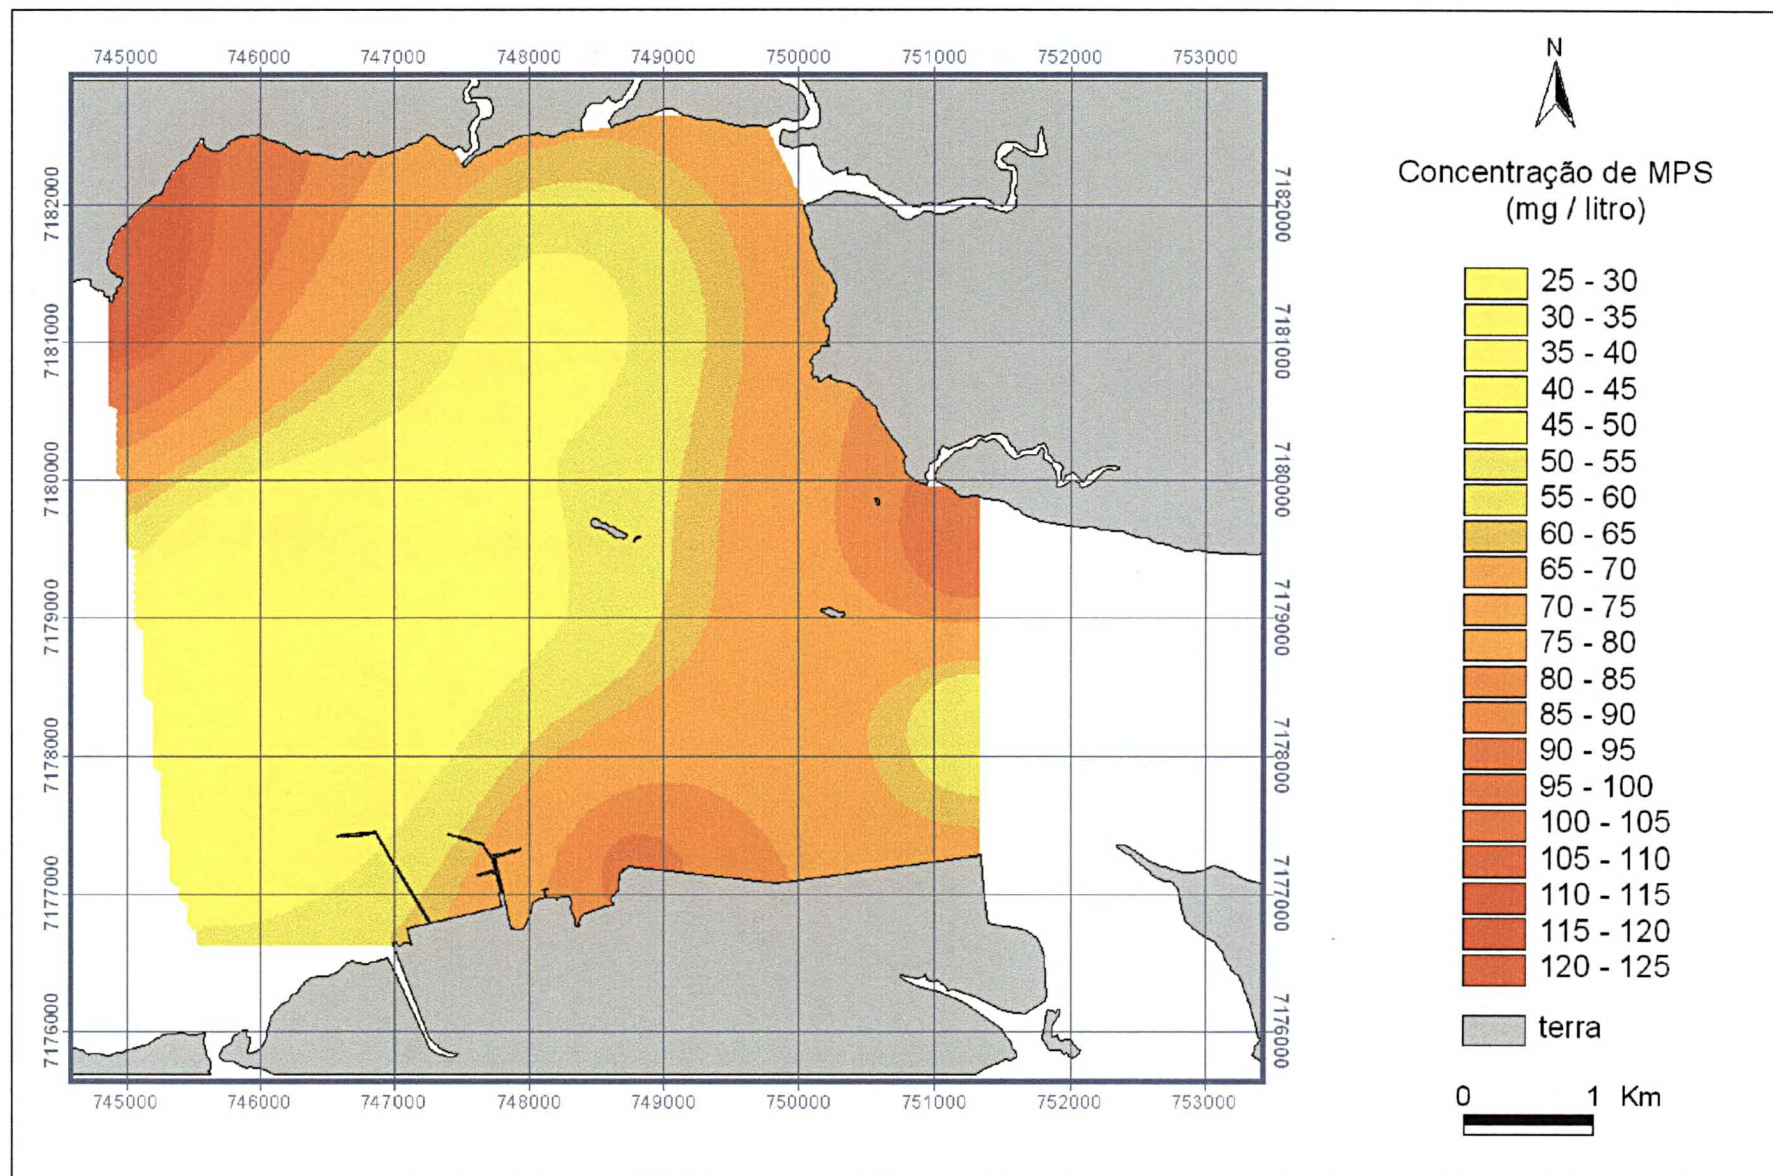 745000 746000 747000 748000 749000 750000 751000 752000 753000
7182000
7181000
7180000
7179000
7178000
7177000
7176000
7182000
7181000
7180000
7179000
7178000
7177000
7176000
745000 746000 747000 748000 749000 750000 751000 752000 753000
N
Concentração de MPS
(mg / litro)
25 - 30
30 - 35
35 - 40
40 - 45
45 - 50
50 - 55
55 - 60
60 - 65
65 - 70
70 - 75
75 - 80
80 - 85
85 - 90
90 - 95
95 - 100
100 - 105
105 - 110
110 - 115
115 - 120
120 - 125
terra
0 1 Km